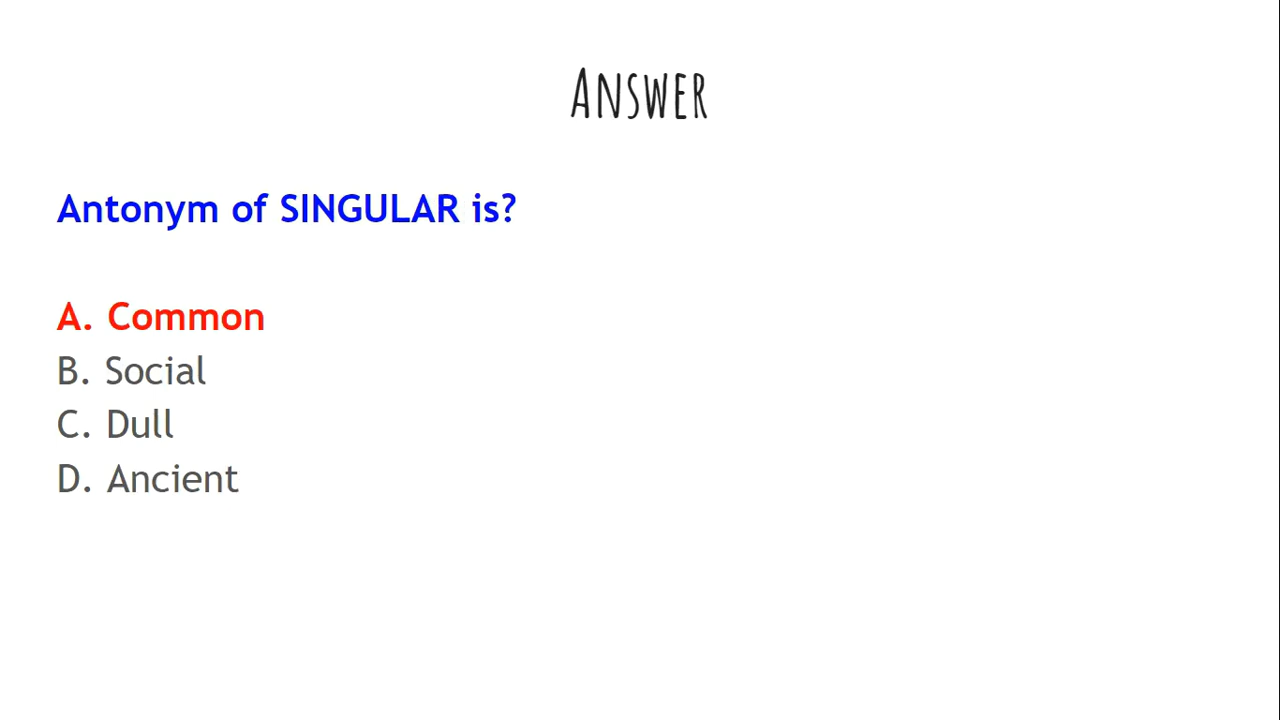 Answer
Antonym of SINGULAR is?
A. Common
B. Social
C. Dull
D. Ancient